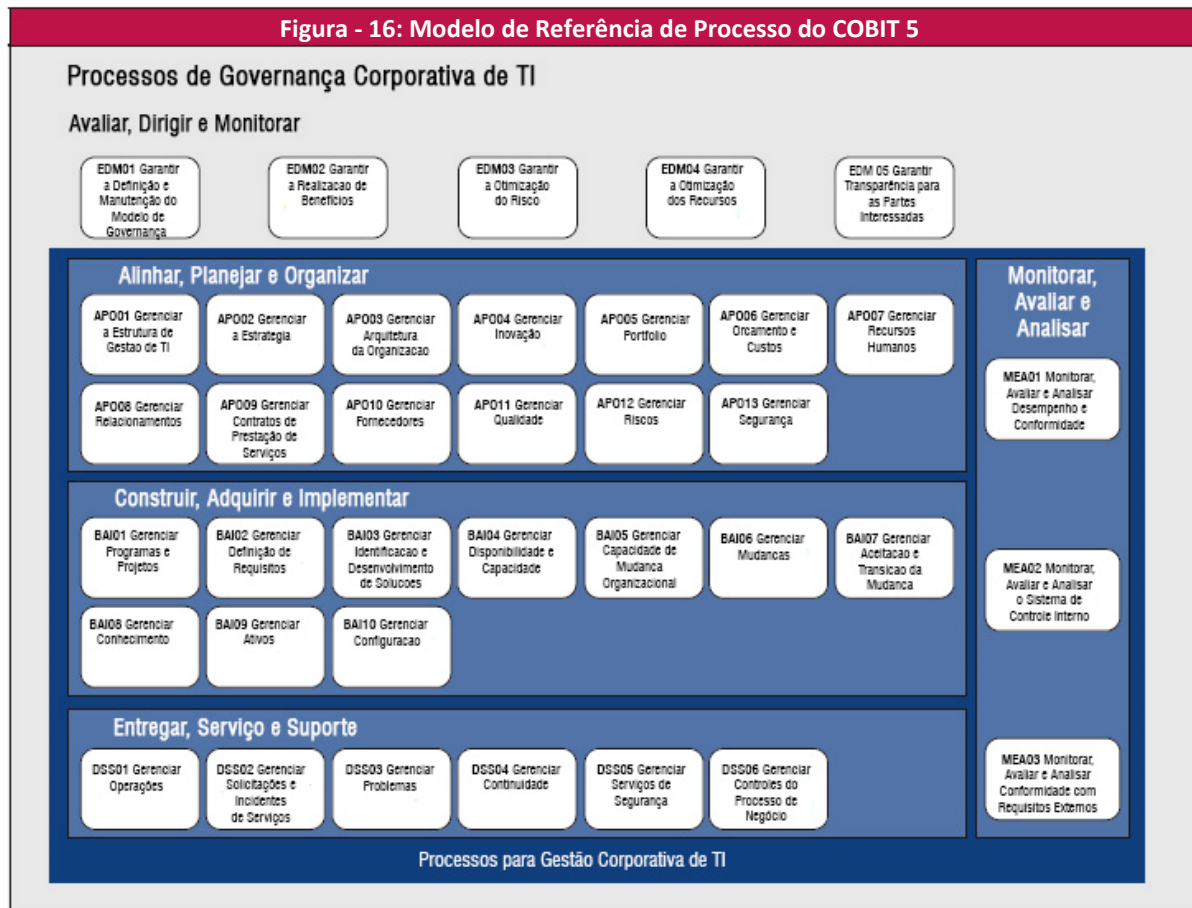 Figura - 16: Modelo de Referência de Processo do COBIT 5
Processos de Governança Corporativa de TI
Avaliar, Dirigir e Monitorar
EDM01 Garantir
a Definição e
Manutenção do
Modelo de
Governança
EDM02 Garantir
a Realizacao de
Benefícios
EDM03 Garantir
a Otimização
do Risco
EDM04 Garantir
a Otimização
dos Recursos
EDM 05 Garantir
Transparência para
as Partes
Interessadas
Alinhar, Planejar e Organizar
APO01 Gerenciar
a Estrutura de
Gestao de TI
APO02 Gerenciar
a Estrategia
APO03 Gerenciar
Arquitetura
da Organizacao
APO04 Gerenciar
Inovação
APO05 Gerenciar
Portfolio
APO06 Gerenciar
Orcamento e
Custos
APO07 Gerenciar
Recursos
Humanos
APO08 Gerenciar
Relacionamentos
APO09 Gerenciar
Contratos de
Prestação de
Serviços
APO10 Gerenciar
Fornecedores
APO11 Gerenciar
Qualidade
APO12 Gerenciar
Riscos
APO13 Gerenciar
Segurança
Construir, Adquirir e Implementar
BAI01 Gerenciar
Programas e
Projetos
BAI02 Gerenciar
Definição de
Requisitos
BAI03 Gerenciar
Identificacao e
Desenvolvimento
de Solucoes
BAI04 Gerenciar
Disponibilidade e
Capacidade
BAI05 Gerenciar
Capacidade de
Mudanca
Organizacional
BAI06 Gerenciar
Mudancas
BAI07 Gerenciar
Aceitacao e
Transicao da
Mudanca
BAI08 Gerenciar
Conhecimento
BAI09 Gerenciar
Ativos
BAI10 Gerenciar
Configuracao
Entregar, Serviço e Suporte
DSS01 Gerenciar
Operações
DSS02 Gerenciar
Solicitações e
Incidentes
de Serviços
DSS03 Gerenciar
Problemas
DSS04 Gerenciar
Continuidade
DSS05 Gerenciar
Serviços de
Segurança
DSS06 Gerenciar
Controles do
Processo de
Negócio
Monitorar,
Avaliar e
Analisar
MEA01 Monitorar,
Avaliar e Analisar
Desempenho e
Conformidade
MEA02 Monitorar,
Avaliar e Analisar
o Sistema de
Controle Interno
MEA03 Monitorar,
Avaliar e Analisar
Conformidade com
Requisitos Externos
Processos para Gestão Corporativa de TI